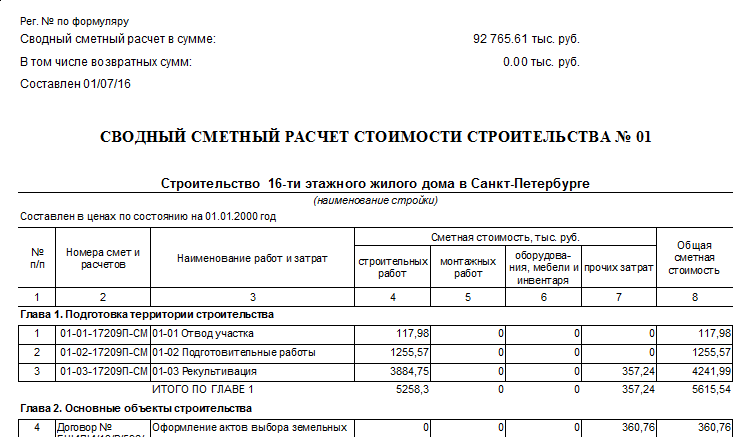 Рег. № по формуляру
Сводный сметный расчет в сумме: 92 765.61 тыс. руб.
В том числе возвратных сумм: 0.00 тыс. руб.
Составлен 01/07/16
СВОДНЫЙ СМЕТНЫЙ РАСЧЕТ СТОИМОСТИ СТРОИТЕЛЬСТВА № 01
Строительство 16-ти этажного жилого дома в Санкт-Петербурге
(наименование стройки)
Составлен в ценах по состоянию на 01.01.2000 год
№ п/п Номера смет и расчетов Наименование работ и затрат Сметная стоимость, тыс. руб. Общая сметная стоимость
строительных работ монтажных работ оборудова- ния, мебели и инвентаря прочих затрат
1 2 3 4 5 6 7 8
Глава 1. Подготовка территории строительства
1 01-01-17209П-СМ 01-01 Отвод участка 117,98 0 0 0 117,98
2 01-02-17209П-СМ 01-02 Подготовительные работы 1255,57 0 0 0 1255,57
3 01-03-17209П-СМ 01-03 Рекультивация 3884,75 0 0 357,24 4241,99
ИТОГО ПО ГЛАВЕ 1 5258,3 0 0 357,24 5615,54
Глава 2. Основные объекты строительства
4 Договор № Оформление актов выбора земельных 0 0 0 360,76 360,76